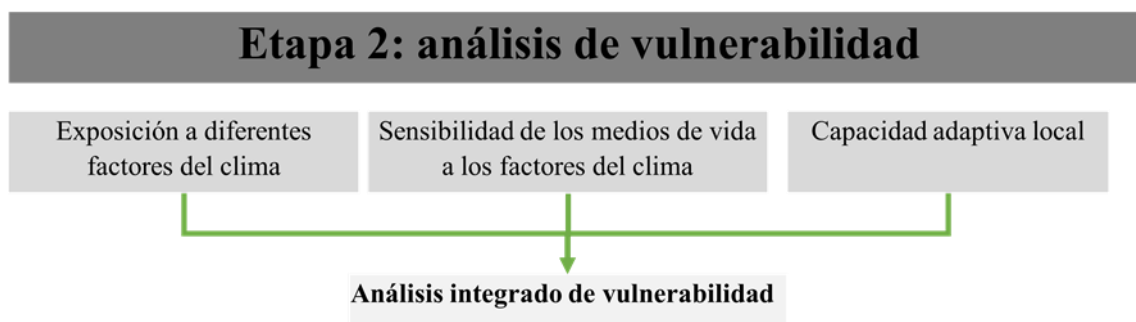 Etapa 2: análisis de vulnerabilidad
Exposición a diferentes
factores del clima
Sensibilidad de los medios de vida
a los factores del clima
Capacidad adaptiva local
Análisis integrado de vulnerabilidad